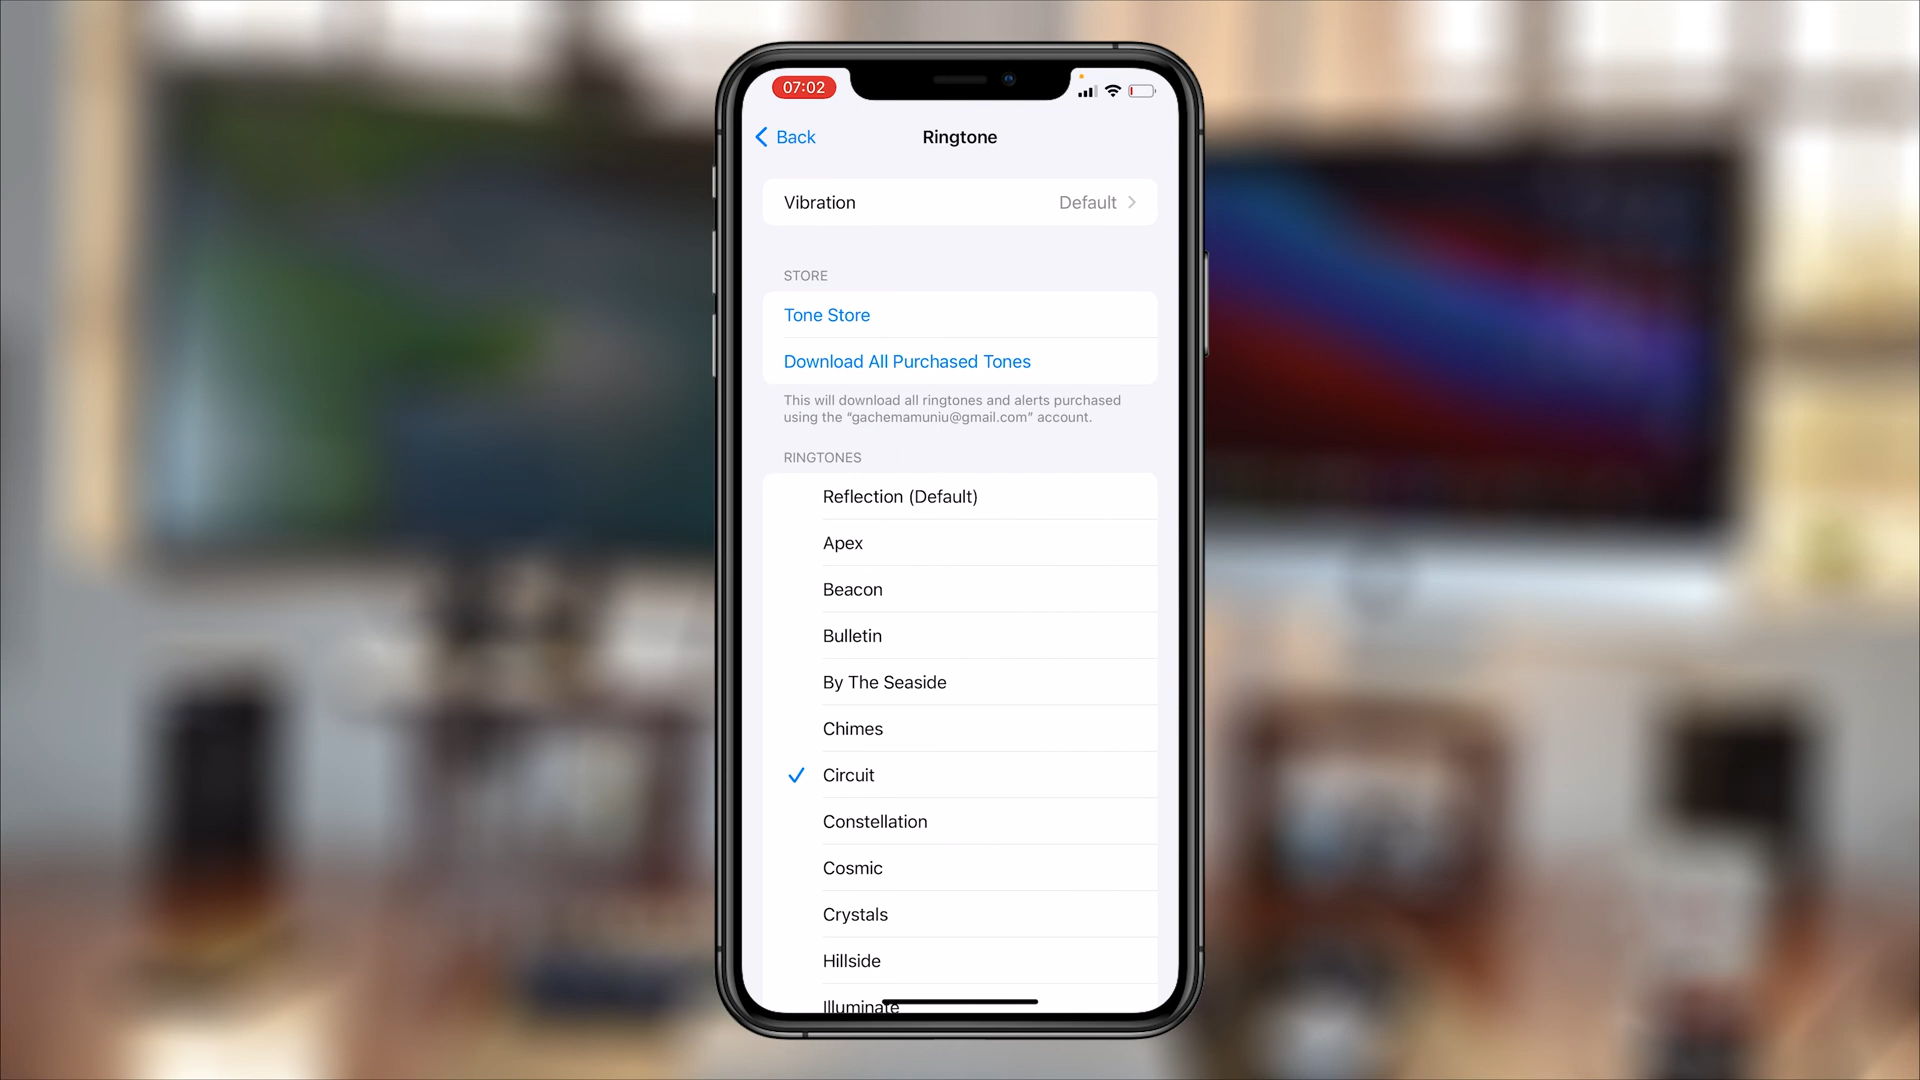 07:02
Back
Ringtone
Vibration
Default
STORE
Tone Store
Download All Purchased Tones
This will download all ringtones and alerts purchased
using the “gachemamuniu@gmail.com” account.
RINGTONES
Reflection (Default)
Apex
Beacon
Bulletin
By The Seaside
Chimes
Circuit
Constellation
Cosmic
Crystals
Hillside
Illuminate